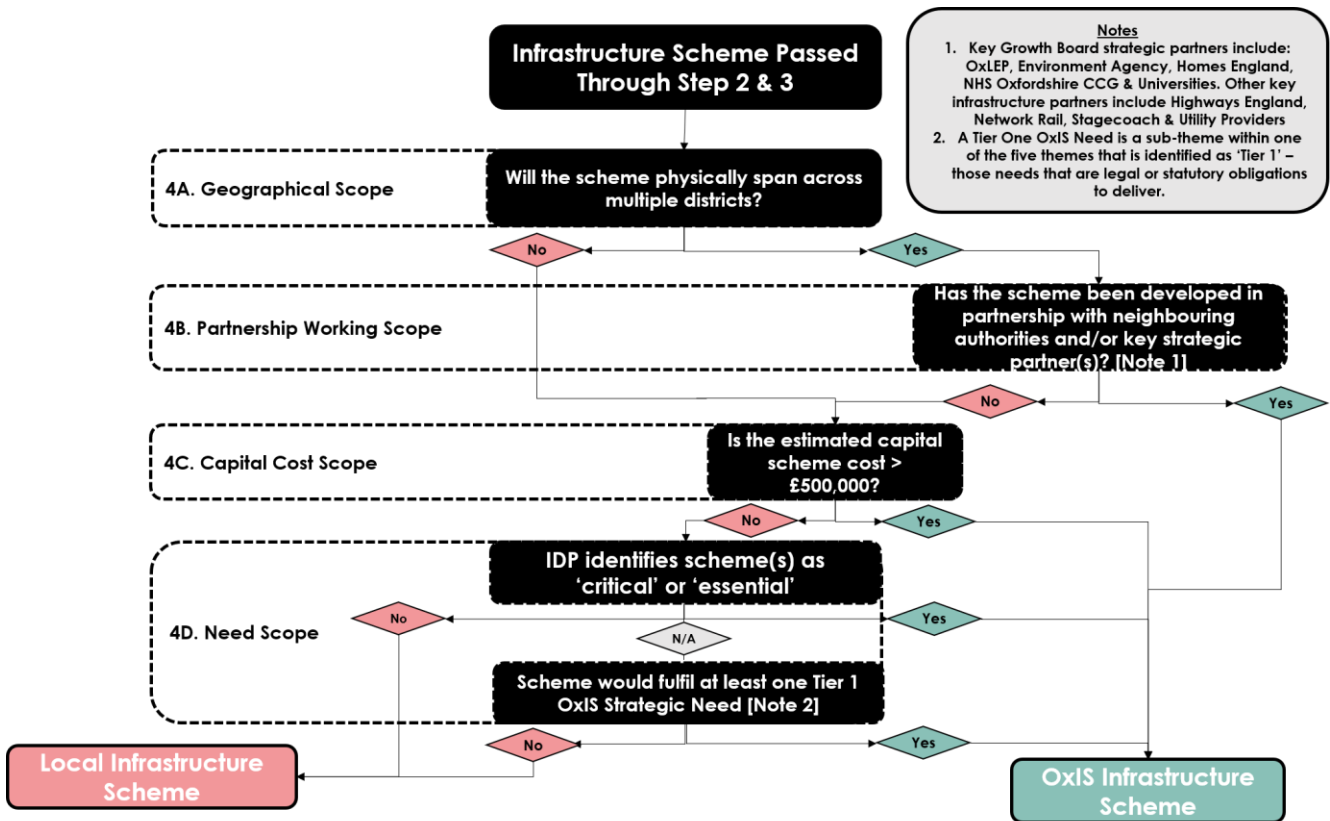 Infrastructure Scheme Passed
Through Step 2 & 3
Notes
1. Key Growth Board strategic partners include:
OxLEP, Environment Agency, Homes England,
NHS Oxfordshire CCG & Universities. Other key
infrastructure partners include Highways England,
Network Rail, Stagecoach & Utility Providers
2. A Tier One OxIS Need is a sub-theme within one
of the five themes that is identified as ‘Tier 1’ –
those needs that are legal or statutory obligations
to deliver.
4A. Geographical Scope
Will the scheme physically span across
multiple districts?
No
Yes
4B. Partnership Working Scope
Has the scheme been developed in
partnership with neighbouring
authorities and/or key strategic
partner(s)? [Note 1]
No
Yes
4C. Capital Cost Scope
Is the estimated capital
scheme cost >
£500,000?
No
Yes
4D. Need Scope
IDP identifies scheme(s) as
‘critical’ or ‘essential’
No
N/A
Yes
Scheme would fulfil at least one Tier 1
OxIS Strategic Need [Note 2]
No
Yes
Local Infrastructure
Scheme
OxIS Infrastructure
Scheme